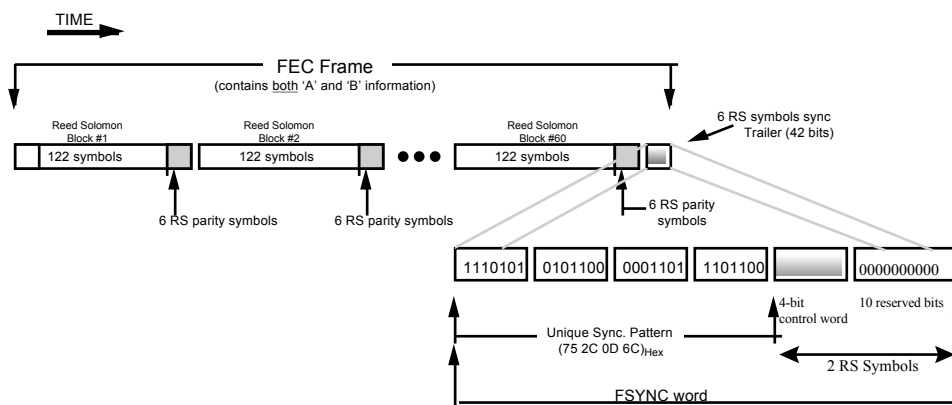 TIME
FEC Frame
(contains both ‘A’ and ‘B’ information)
6 RS symbols sync
Trailer (42 bits)
Reed Solomon
Block #1
Reed Solomon
Block #2
Reed Solomon
Block #60
122 symbols
122 symbols
122 symbols
6 RS parity symbols
6 RS parity symbols
6 RS parity
symbols
1110101
0101100
0001101
1101100
0000000000
4-bit
control word
10 reserved bits
Unique Sync. Pattern
(75 2C 0D 6C)Hex
2 RS Symbols
FSYNC word